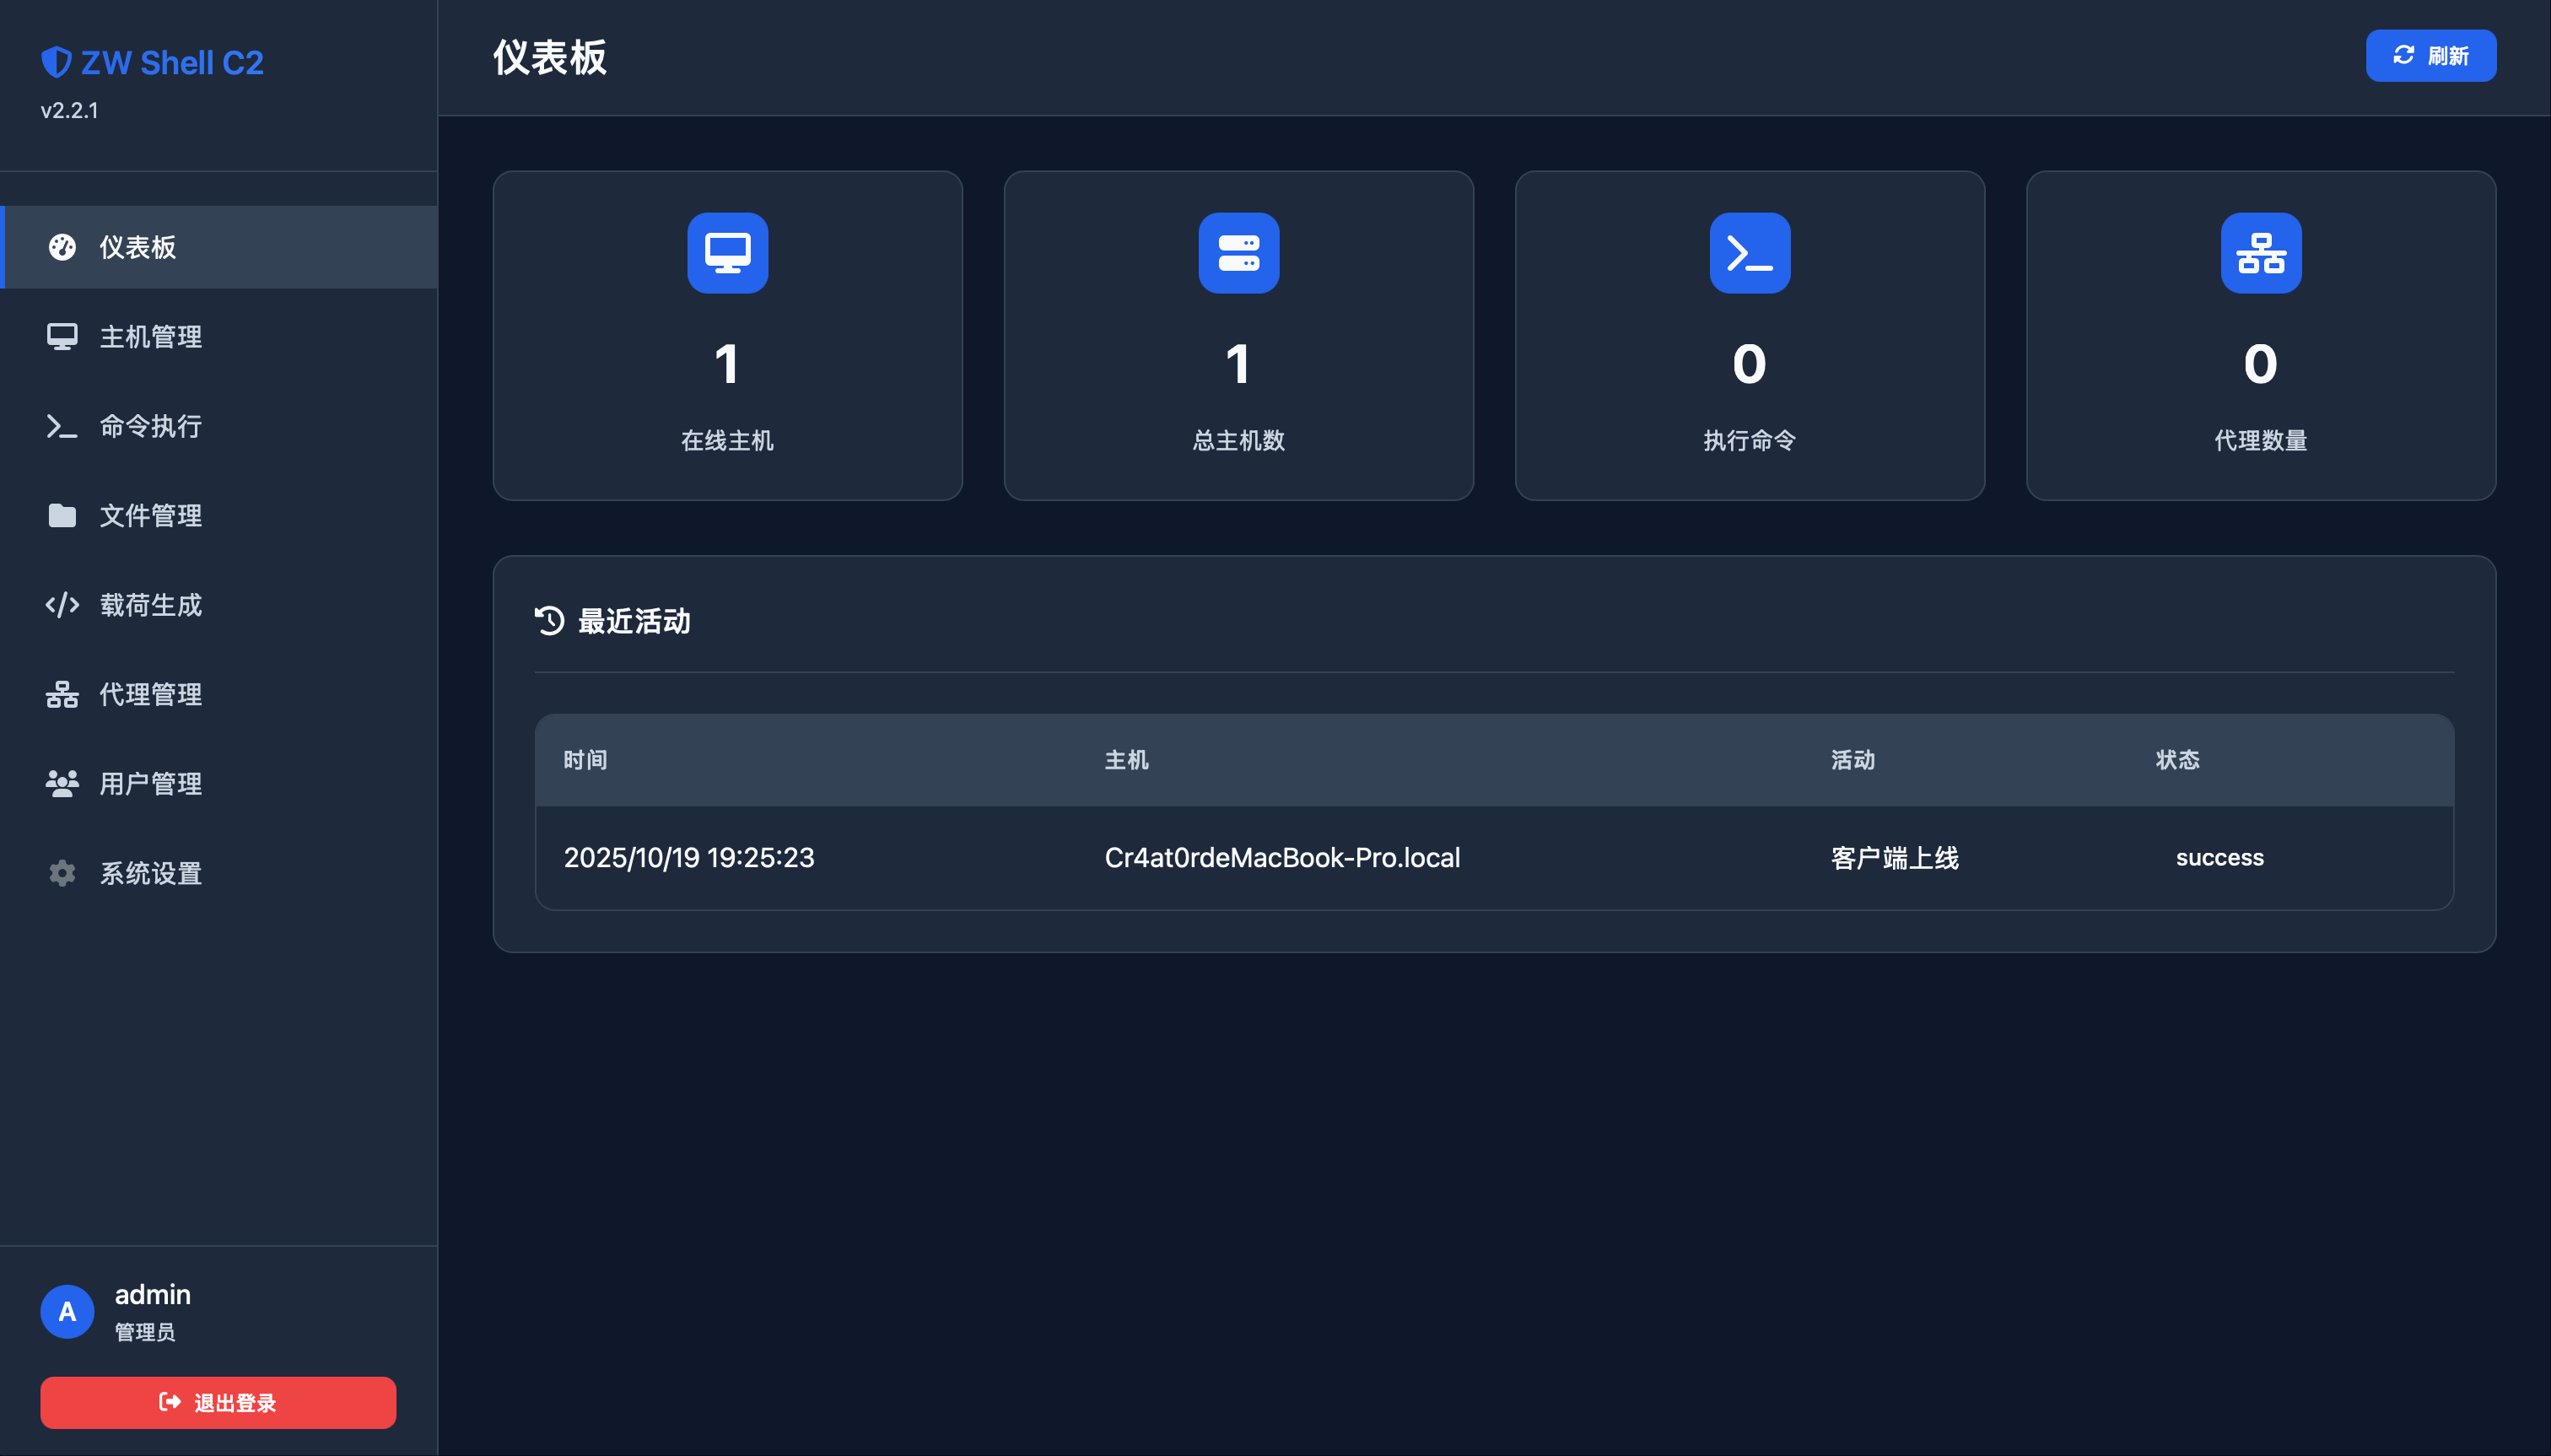 ZW Shell C2
v2.2.1
仪表板
主机管理
命令执行
文件管理
载荷生成
代理管理
用户管理
系统设置
A
admin
管理员
退出登录
仪表板
刷新
1
在线主机
1
总主机数
0
执行命令
0
代理数量
最近活动
时间 主机 活动 状态
2025/10/19 19:25:23 Cr4at0rdeMacBook-Pro.local 客户端上线 success